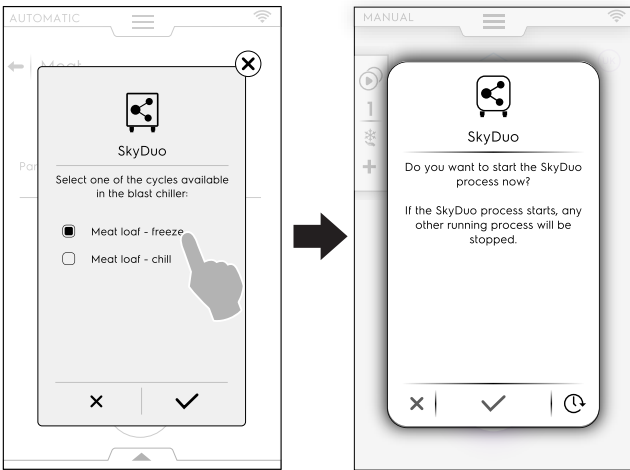 AUTOMATIC
Meat
Par
SkyDuo
Select one of the cycles available
in the blast chiller:
Meat loaf - freeze
Meat loaf - chill
MANUAL
1
SkyDuo
Do you want to start the SkyDuo
process now?
If the SkyDuo process starts, any
other running process will be
stopped.